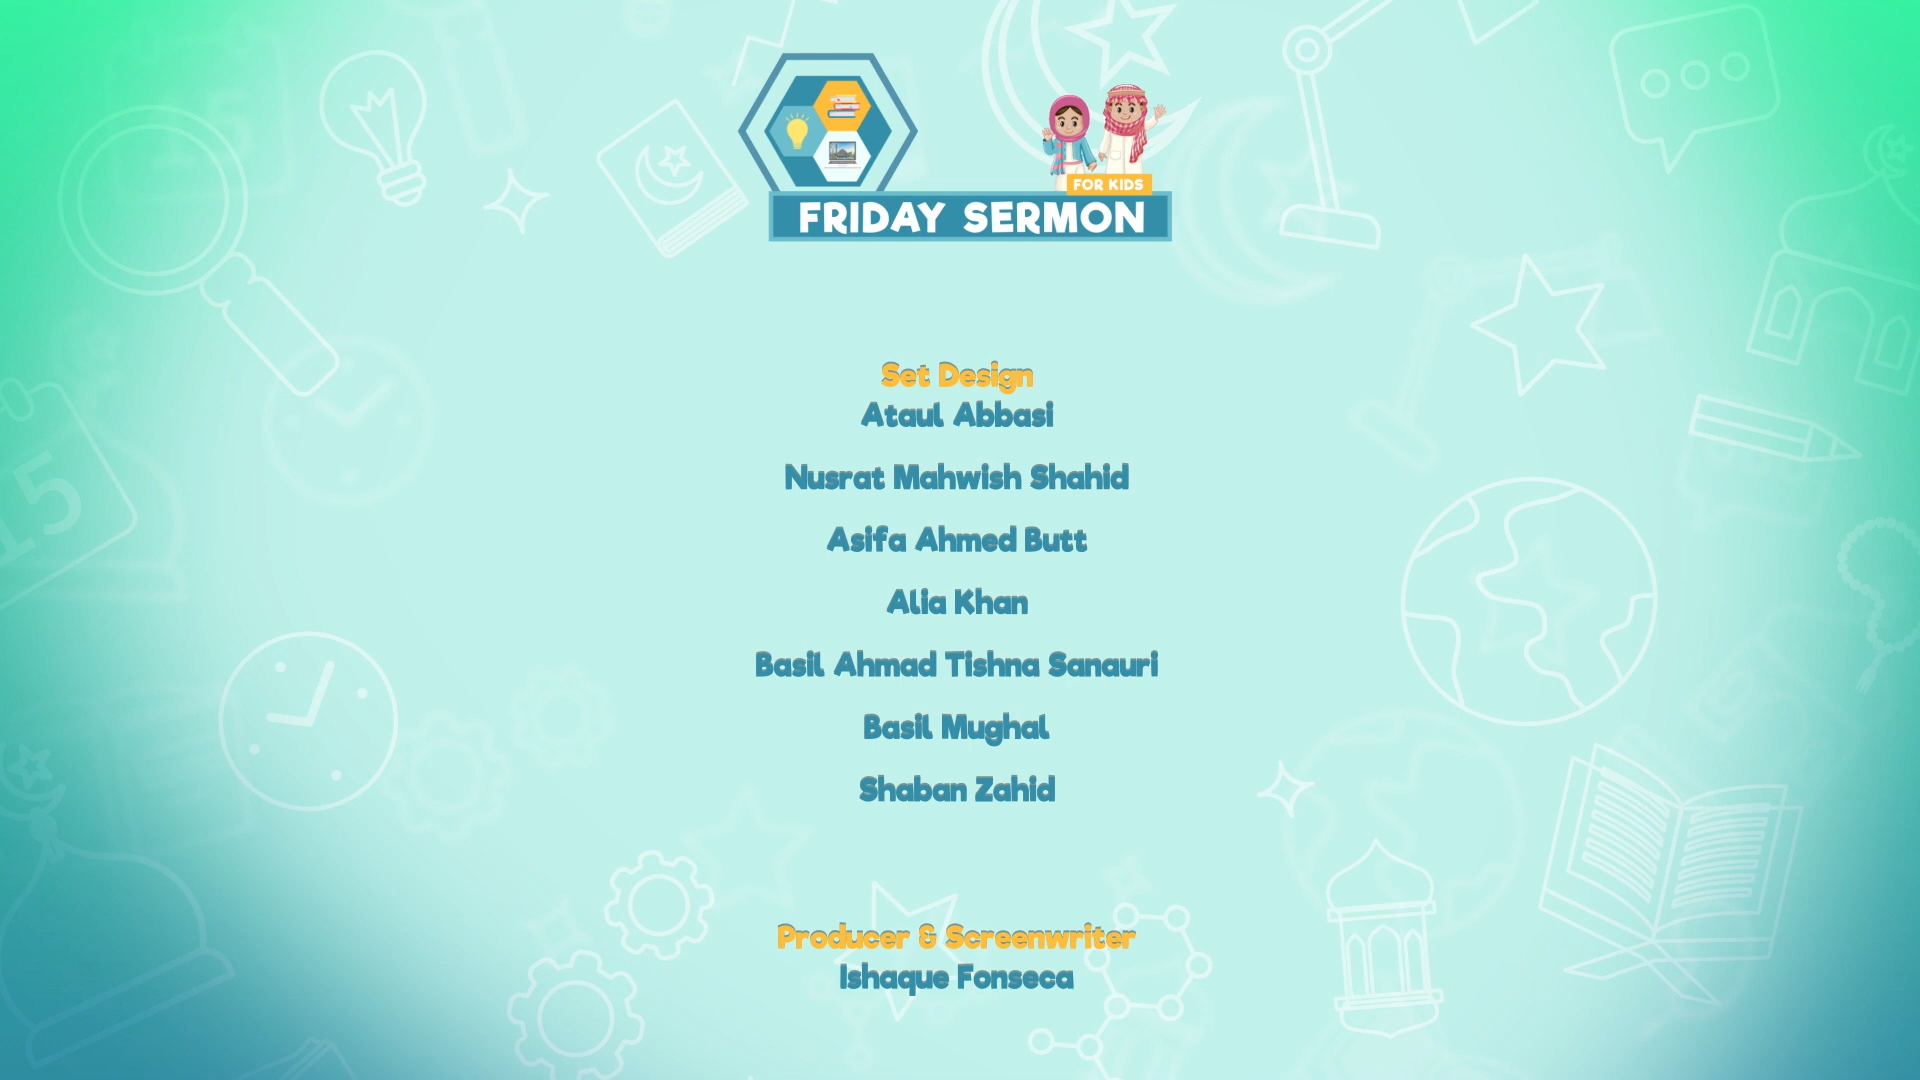 FOR KIDS
FRIDAY SERMON
Set Design
Ataul Abbasi
Nusrat Mahwish Shahid
Asifa Ahmed Butt
Alia Khan
Basil Ahmad Tishna Sanauri
Basil Mughal
Shaban Zahid
15
Producer & Screenwriter
Ishaque Fonseca